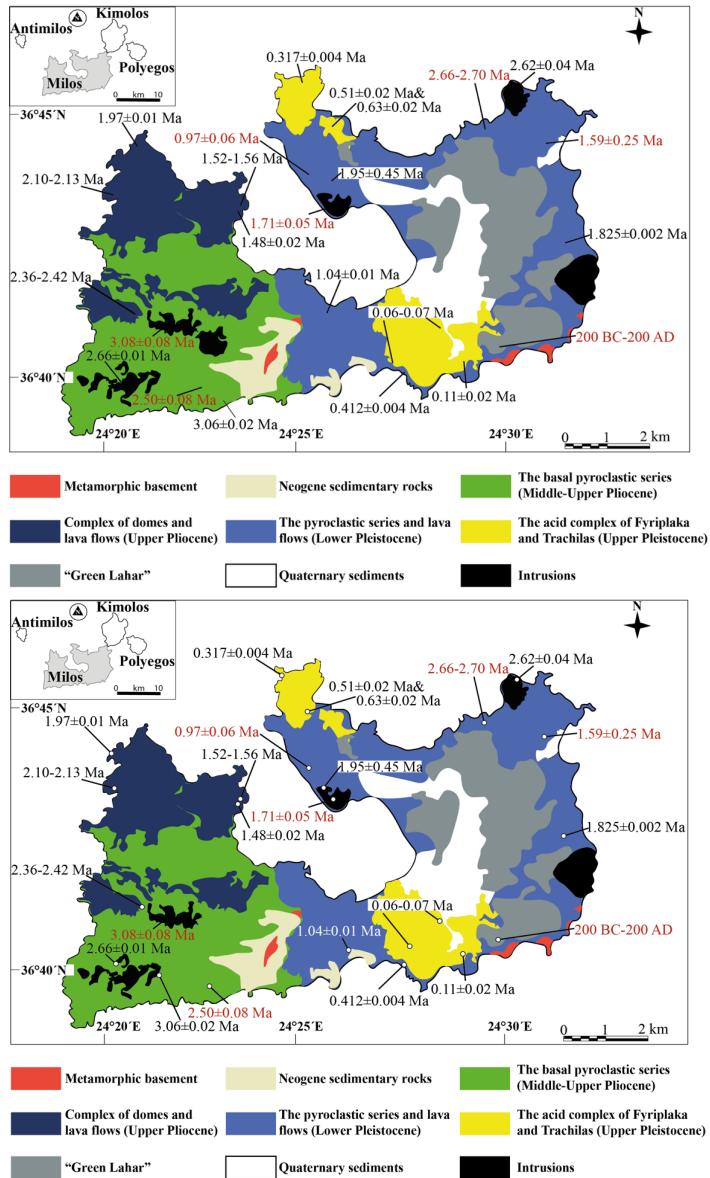 Kimolos
Antimilos
Polyegos
Milos
0 km 10
N
0.317±0.004 Ma
2.66-2.70 Ma
2.62±0.04 Ma
0.51±0.02 Ma&
0.63±0.02 Ma
36°45´N
1.97±0.01 Ma
0.97±0.06 Ma
1.59±0.25 Ma
1.52-1.56 Ma
1.95±0.45 Ma
2.10-2.13 Ma
1.71±0.05 Ma
1.48±0.02 Ma
1.825±0.002 Ma
2.36-2.42 Ma
1.04±0.01 Ma
0.06-0.07 Ma
3.08±0.08 Ma
200 BC-200 AD
2.66±0.01 Ma
36°40´N
2.50±0.08 Ma
0.11±0.02 Ma
0.412±0.004 Ma
3.06±0.02 Ma
24°20´E
24°25´E
24°30´E
0 1 2 km
Metamorphic basement
Neogene sedimentary rocks
The basal pyroclastic series
(Middle-Upper Pliocene)
Complex of domes and
lava flows (Upper Pliocene)
The pyroclastic series and lava
flows (Lower Pleistocene)
The acid complex of Fyriplaka
and Trachilas (Upper Pleistocene)
“Green Lahar”
Quaternary sediments
Intrusions
Kimolos
Antimilos
Polyegos
Milos
0 km 10
N
0.317±0.004 Ma
2.66-2.70 Ma
2.62±0.04 Ma
0.51±0.02 Ma&
0.63±0.02 Ma
36°45´N
1.97±0.01 Ma
0.97±0.06 Ma
1.59±0.25 Ma
1.52-1.56 Ma
1.95±0.45 Ma
2.10-2.13 Ma
1.71±0.05 Ma
1.48±0.02 Ma
1.825±0.002 Ma
2.36-2.42 Ma
0.06-0.07 Ma
3.08±0.08 Ma
1.04±0.01 Ma
200 BC-200 AD
2.66±0.01 Ma
36°40´N
0.11±0.02 Ma
0.412±0.004 Ma
2.50±0.08 Ma
3.06±0.02 Ma
24°20´E
24°25´E
24°30´E
0 1 2 km
Metamorphic basement
Neogene sedimentary rocks
The basal pyroclastic series
(Middle-Upper Pliocene)
Complex of domes and
lava flows (Upper Pliocene)
The pyroclastic series and lava
flows (Lower Pleistocene)
The acid complex of Fyriplaka
and Trachilas (Upper Pleistocene)
“Green Lahar”
Quaternary sediments
Intrusions